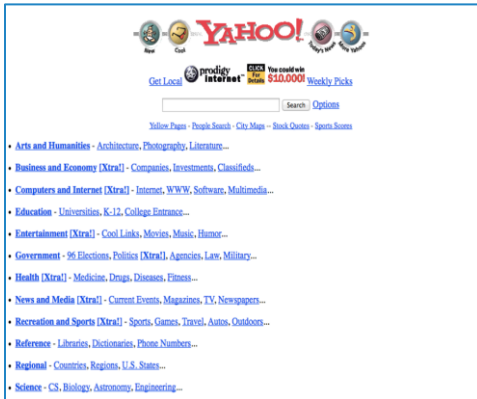 New Cool YAHOO! Today's News More Yahoos
Get Local prodigy internet™ CLICK For Details You could win $10,000! Weekly Picks
Search Options
Yellow Pages - People Search - City Maps -- Stock Quotes - Sports Scores
• Arts and Humanities - Architecture, Photography, Literature...
• Business and Economy [Xtra!] - Companies, Investments, Classifieds...
• Computers and Internet [Xtra!] - Internet, WWW, Software, Multimedia...
• Education - Universities, K-12, College Entrance...
• Entertainment [Xtra!] - Cool Links, Movies, Music, Humor...
• Government - 96 Elections, Politics [Xtra!], Agencies, Law, Military...
• Health [Xtra!] - Medicine, Drugs, Diseases, Fitness...
• News and Media [Xtra!] - Current Events, Magazines, TV, Newspapers...
• Recreation and Sports [Xtra!] - Sports, Games, Travel, Autos, Outdoors...
• Reference - Libraries, Dictionaries, Phone Numbers...
• Regional - Countries, Regions, U.S. States...
• Science - CS, Biology, Astronomy, Engineering...